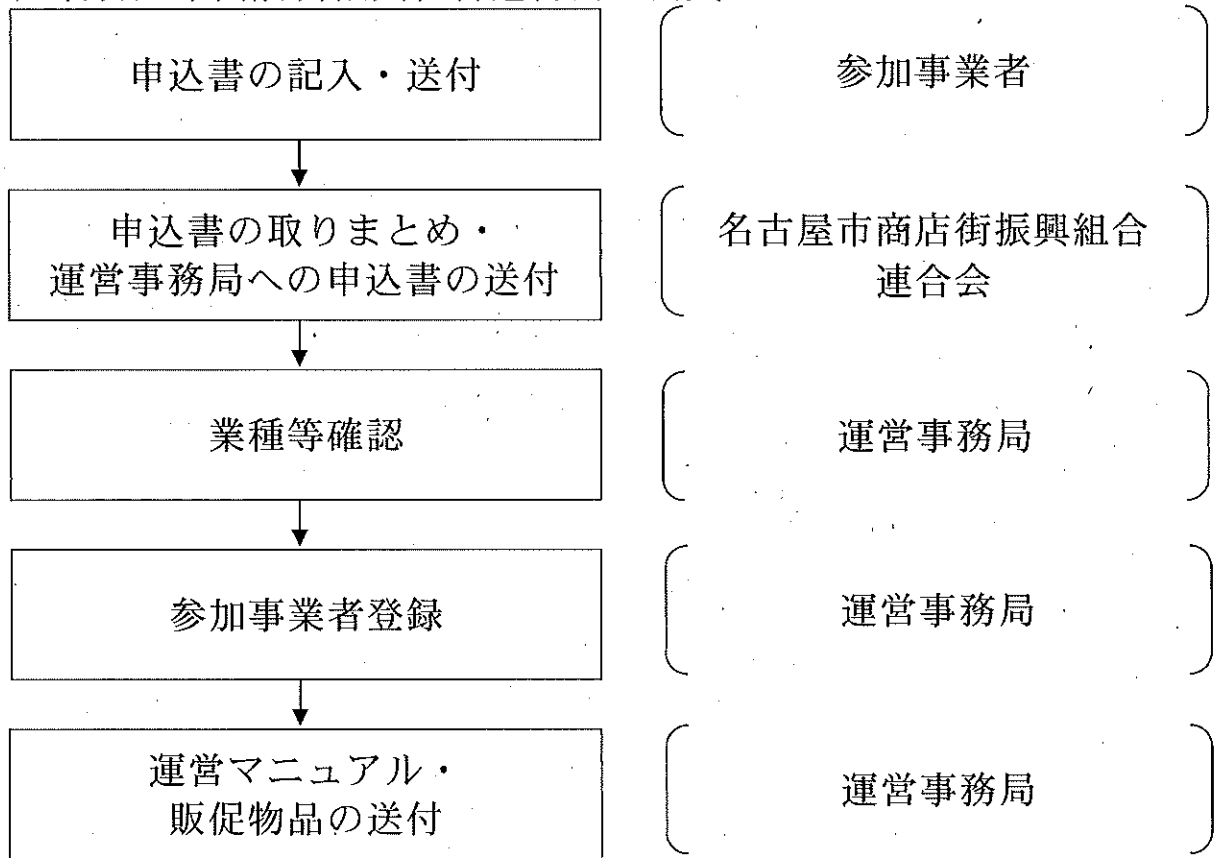 申込書の記入・送付
参加事業者
申込書の取りまとめ・
運営事務局への申込書の送付
名古屋市商店街振興組合
連合会
業種等確認
運営事務局
参加事業者登録
運営事務局
運営マニュアル・
販促物品の送付
運営事務局